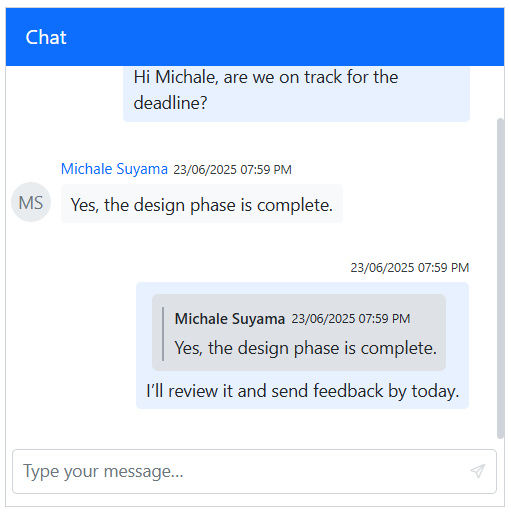 Chat
Hi Michale, are we on track for the
deadline?
Michale Suyama 23/06/2025 07:59 PM
MS
Yes, the design phase is complete.
23/06/2025 07:59 PM
Michale Suyama 23/06/2025 07:59 PM
Yes, the design phase is complete.
I’ll review it and send feedback by today.
Type your message…